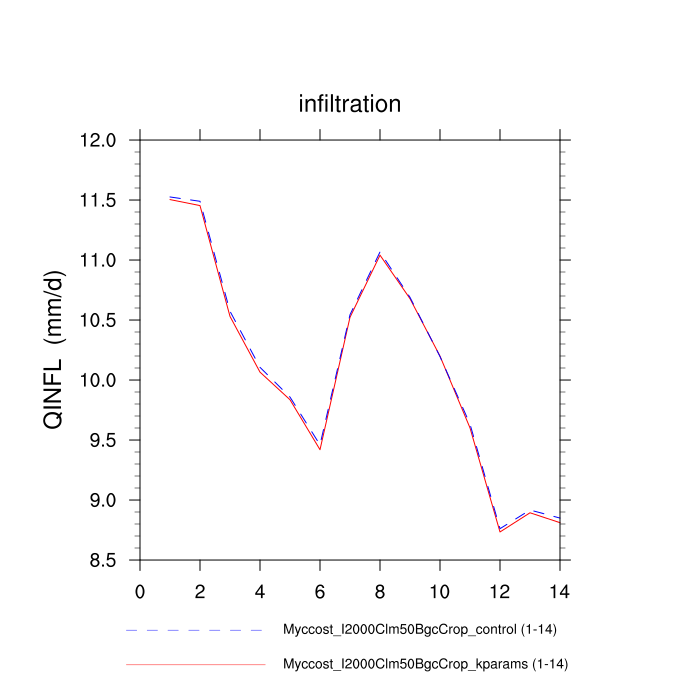 infiltration
QINFL (mm/d)
12.0
11.5
11.0
10.5
10.0
9.5
9.0
8.5
0 2 4 6 8 10 12 14
Myccost_I2000Clm50BgcCrop_control (1-14)
Myccost_I2000Clm50BgcCrop_kparams (1-14)